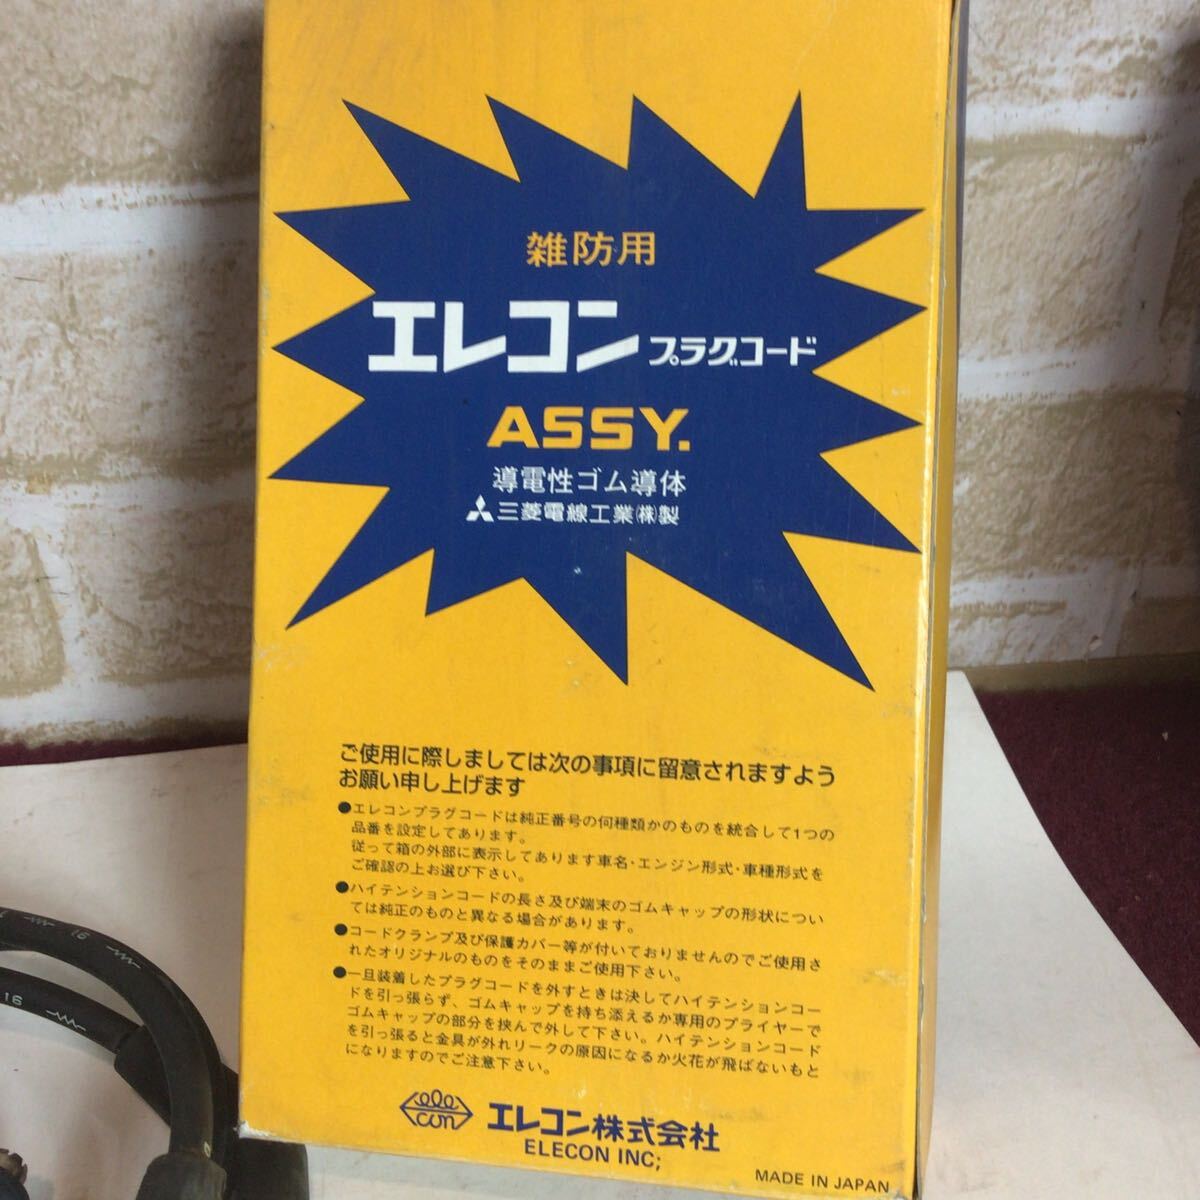 雑防用
エレコン プラグコード
ASSY.
導電性ゴム導体
三菱電線工業㈱製
ご使用に際しましては次の事項に留意されますよう
お願い申し上げます
●エレコンプラグコードは純正番号の何種類かのものを統合して1つの
品番を設定してあります。
従って箱の外部に表示してあります車名・エンジン形式・車種形式を
ご確認の上お選び下さい。
●ハイテンションコードの長さ及び端末のゴムキャップの形状につい
ては純正のものと異なる場合があります。
●コードクランプ及び保護カバー等が付いておりませんのでご使用さ
れたオリジナルのものをそのままご使用下さい。
●一旦装着したプラグコードを外すときは決してハイテンションコー
ドを引っ張らず、ゴムキャップを持ち添えるか専用のプライヤーで
ゴムキャップの部分を挟んで外して下さい。ハイテンションコード
を引っ張ると金具が外れリークの原因になるか火花が飛ばないもと
になりますのでご注意下さい。
ele
con
エレコン株式会社
ELECON INC;
MADE IN JAPAN
16
16